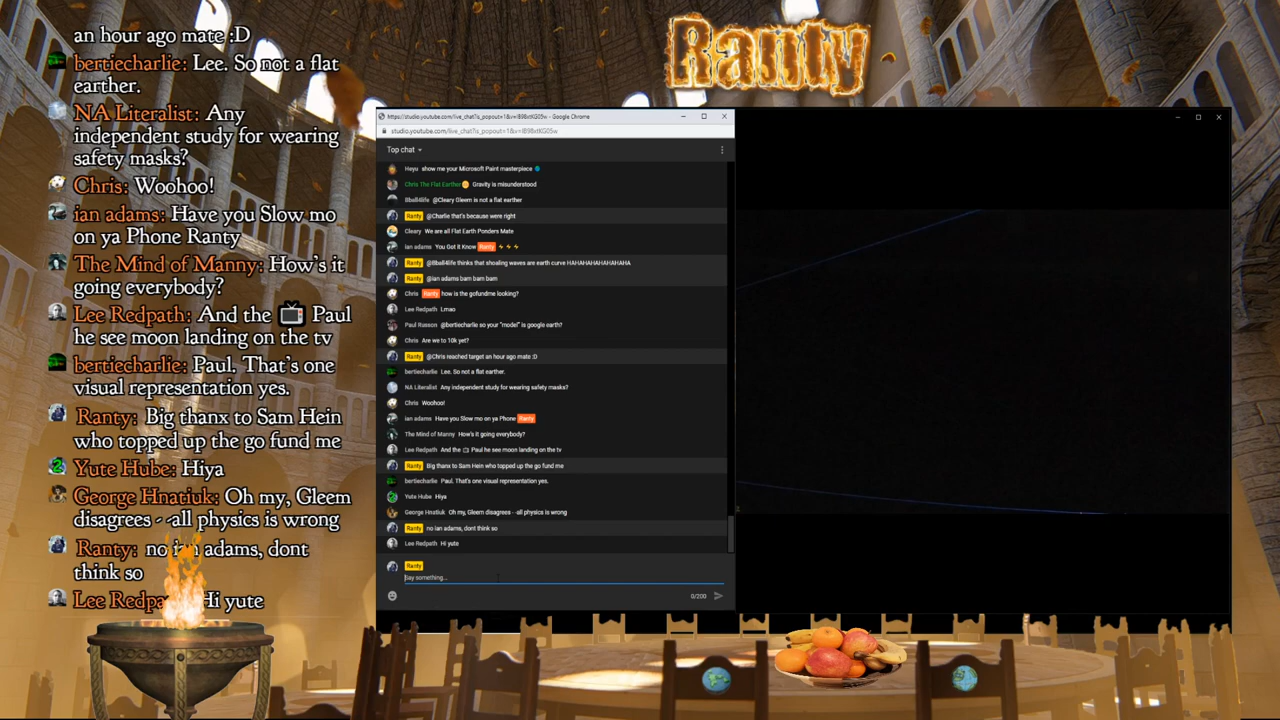 Ranty
an hour ago mate :D
bertiecharlie: Lee. So not a flat
earther.
NA Literalist: Any
independent study for wearing
safety masks?
Chris: Woohoo!
ian adams: Have you Slow mo
on ya Phone Ranty
The Mind of Manny: How's it
going everybody?
Lee Redpath: And the 📺 Paul
he see moon landing on the tv
bertiecharlie: Paul. That's one
visual representation yes.
Ranty: Big thanx to Sam Hein
who topped up the go fund me
Yute Hube: Hiya
George Hnatiuk: Oh my, Gleem
disagrees - -all physics is wrong
Ranty: no ian adams, dont
think so
Lee Redpa Hi yute
Google Chrome
Top chat
Heyu show me your Microsoft Paint masterpiece
Chris The Flat Earther Gravity is misunderstood
8ball4life @Cleary Gleem is not a flat earther
Ranty @Charlie that's because were right
Cleary We are all Flat Earth Ponders Mate
ian adams You Got it Know Ranty ⚡ ⚡ ⚡
Ranty @8ball4life thinks that shoaling waves are earth curve HAHAHAHAHAHAHA
Ranty @ian adams bam bam bam
Chris Ranty how is the gofundme looking?
Lee Redpath Lmao
Paul Russon @bertiecharlie so your "model" is google earth?
Chris Are we to 10k yet?
Ranty @Chris reached target an hour ago mate :D
bertiecharlie Lee. So not a flat earther.
NA Literalist Any independent study for wearing safety masks?
Chris Woohoo!
ian adams Have you Slow mo on ya Phone Ranty
The Mind of Manny How's it going everybody?
Lee Redpath And the 📺 Paul he see moon landing on the tv
Ranty Big thanx to Sam Hein who topped up the go fund me
bertiecharlie Paul. That's one visual representation yes.
Yute Hube Hiya
George Hnatiuk Oh my, Gleem disagrees - -all physics is wrong
Ranty no ian adams, dont think so
Lee Redpath Hi yute
Ranty
Say something...
0/200